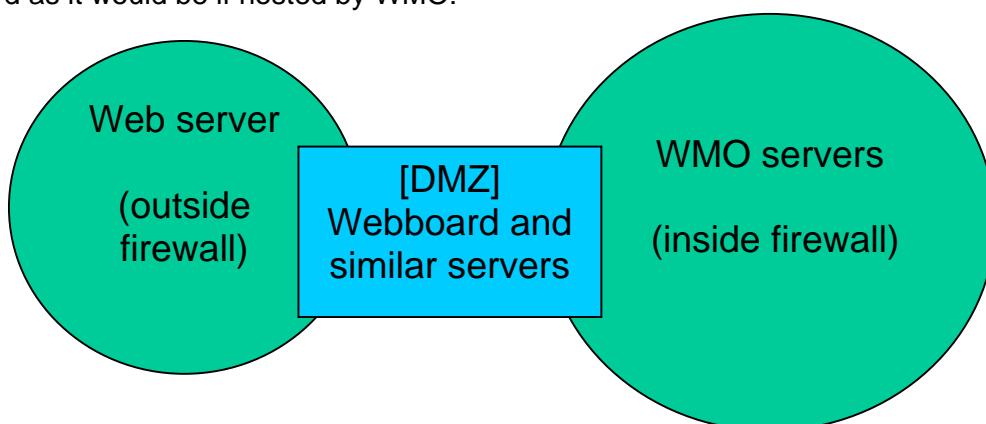 as it would be if hosted by WMO.
Web server
(outside
firewall)
[DMZ]
Webboard and
similar servers
WMO servers
(inside firewall)